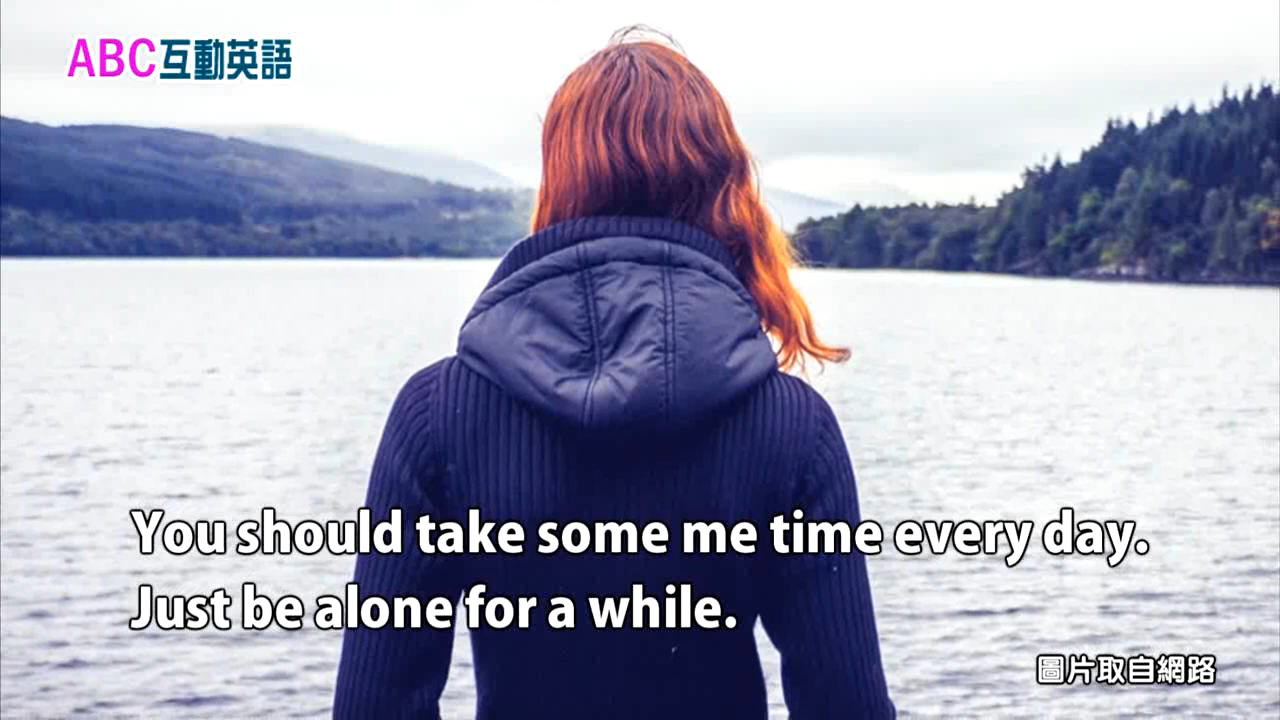 ABC互動英語
You should take some me time every day.
Just be alone for a while.
圖片取自網路